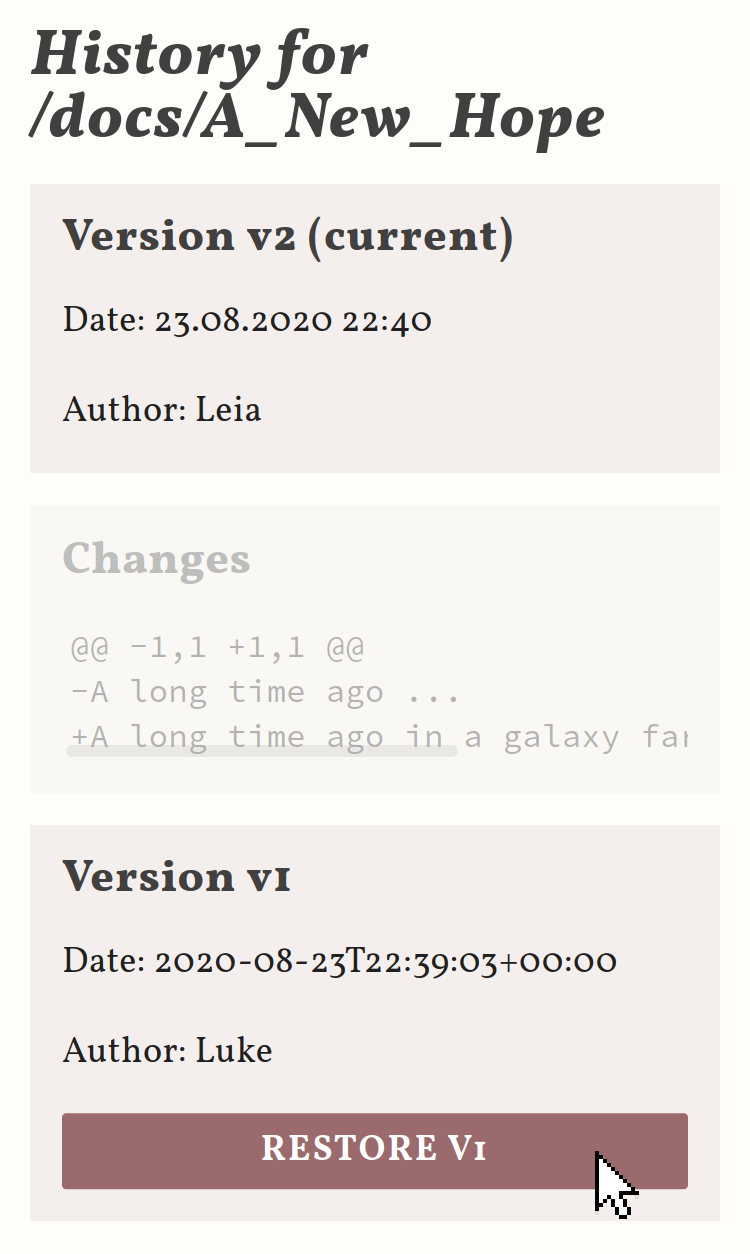 History for
/docs/A_New_Hope
Version v2 (current)
Date: 23.08.2020 22:40
Author: Leia
Changes
@@ -1,1 +1,1 @@
-A long time ago ...
+A long time ago in a galaxy far
Version v1
Date: 2020-08-23T22:39:03+00:00
Author: Luke
RESTORE V1